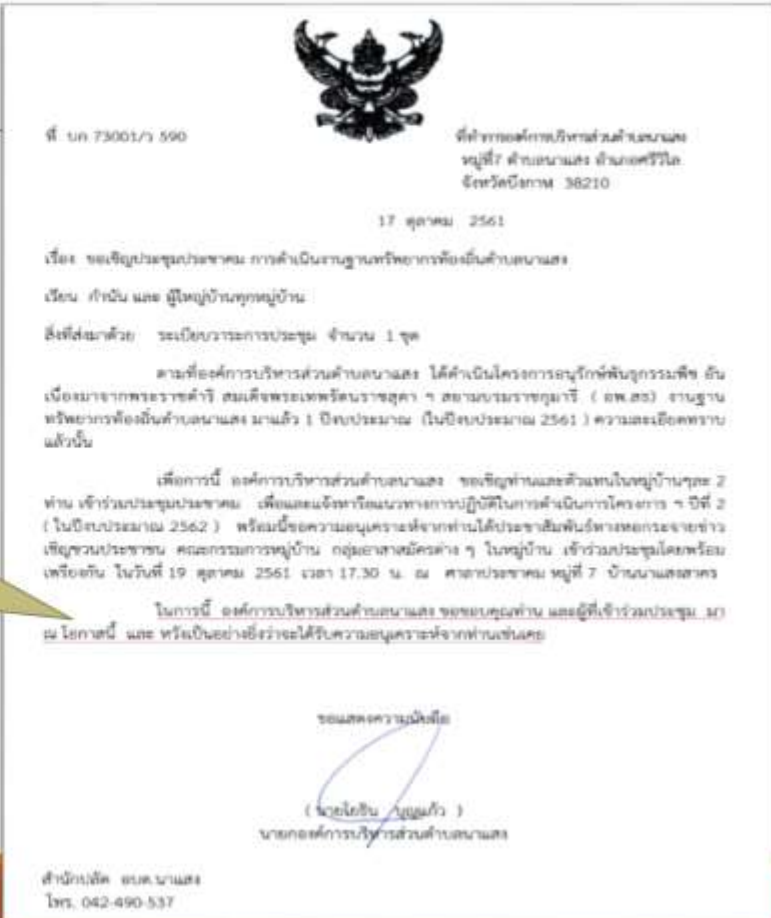 ที่ บก 73001/ว 590
ที่ทำการองค์การบริหารส่วนตำบลนาแสง
หมู่ที่7 ตำบลนาแสง อำเภอศรีวิไล
จังหวัดบึงกาฬ 38210
17 ตุลาคม 2561
เรื่อง ขอเชิญประชุมประชาคม การดำเนินงานฐานทรัพยากรท้องถิ่นตำบลนาแสง
เรียน กำนัน และ ผู้ใหญ่บ้านทุกหมู่บ้าน
สิ่งที่ส่งมาด้วย ระเบียบวาระการประชุม จำนวน 1 ชุด
ตามที่องค์การบริหารส่วนตำบลนาแสง ได้ดำเนินโครงการอนุรักษ์พันธุกรรมพืช อัน
เนื่องมาจากพระราชดำริ สมเด็จพระเทพรัตนราชสุดา ฯ สยามบรมราชกุมารี ( อพ.สธ) งานฐาน
ทรัพยากรท้องถิ่นตำบลนาแสง มาแล้ว 1 ปีงบประมาณ (ในปีงบประมาณ 2561 ) ความละเอียดทราบ
แล้วนั้น
เพื่อการนี้ องค์การบริหารส่วนตำบลนาแสง ขอเชิญท่านและตัวแทนในหมู่บ้านๆละ 2
ท่าน เข้าร่วมประชุมประชาคม เพื่อและแจ้งหารือแนวทางการปฏิบัติในการดำเนินการโครงการ ฯ ปีที่ 2
( ในปีงบประมาณ 2562 ) พร้อมนี้ขอความอนุเคราะห์จากท่านได้ประชาสัมพันธ์ทางหอกระจายข่าว
เชิญชวนประชาชน คณะกรรมการหมู่บ้าน กลุ่มอาสาสมัครต่าง ๆ ในหมู่บ้าน เข้าร่วมประชุมโดยพร้อม
เพรียงกัน ในวันที่ 19 ตุลาคม 2561 เวลา 17.30 น. ณ ศาลาประชาคม หมู่ที่ 7 บ้านนาแสงสาคร
ในการนี้ องค์การบริหารส่วนตำบลนาแสง ขอขอบคุณท่าน และผู้ที่เข้าร่วมประชุม มา
ณ โอกาสนี้ และ หวังเป็นอย่างยิ่งว่าจะได้รับความอนุเคราะห์จากท่านเช่นเคย
ขอแสดงความนับถือ
( นายโยธิน บุญแก้ว )
นายกองค์การบริหารส่วนตำบลนาแสง
สำนักปลัด อบต.นาแสง
โทร. 042-490-537